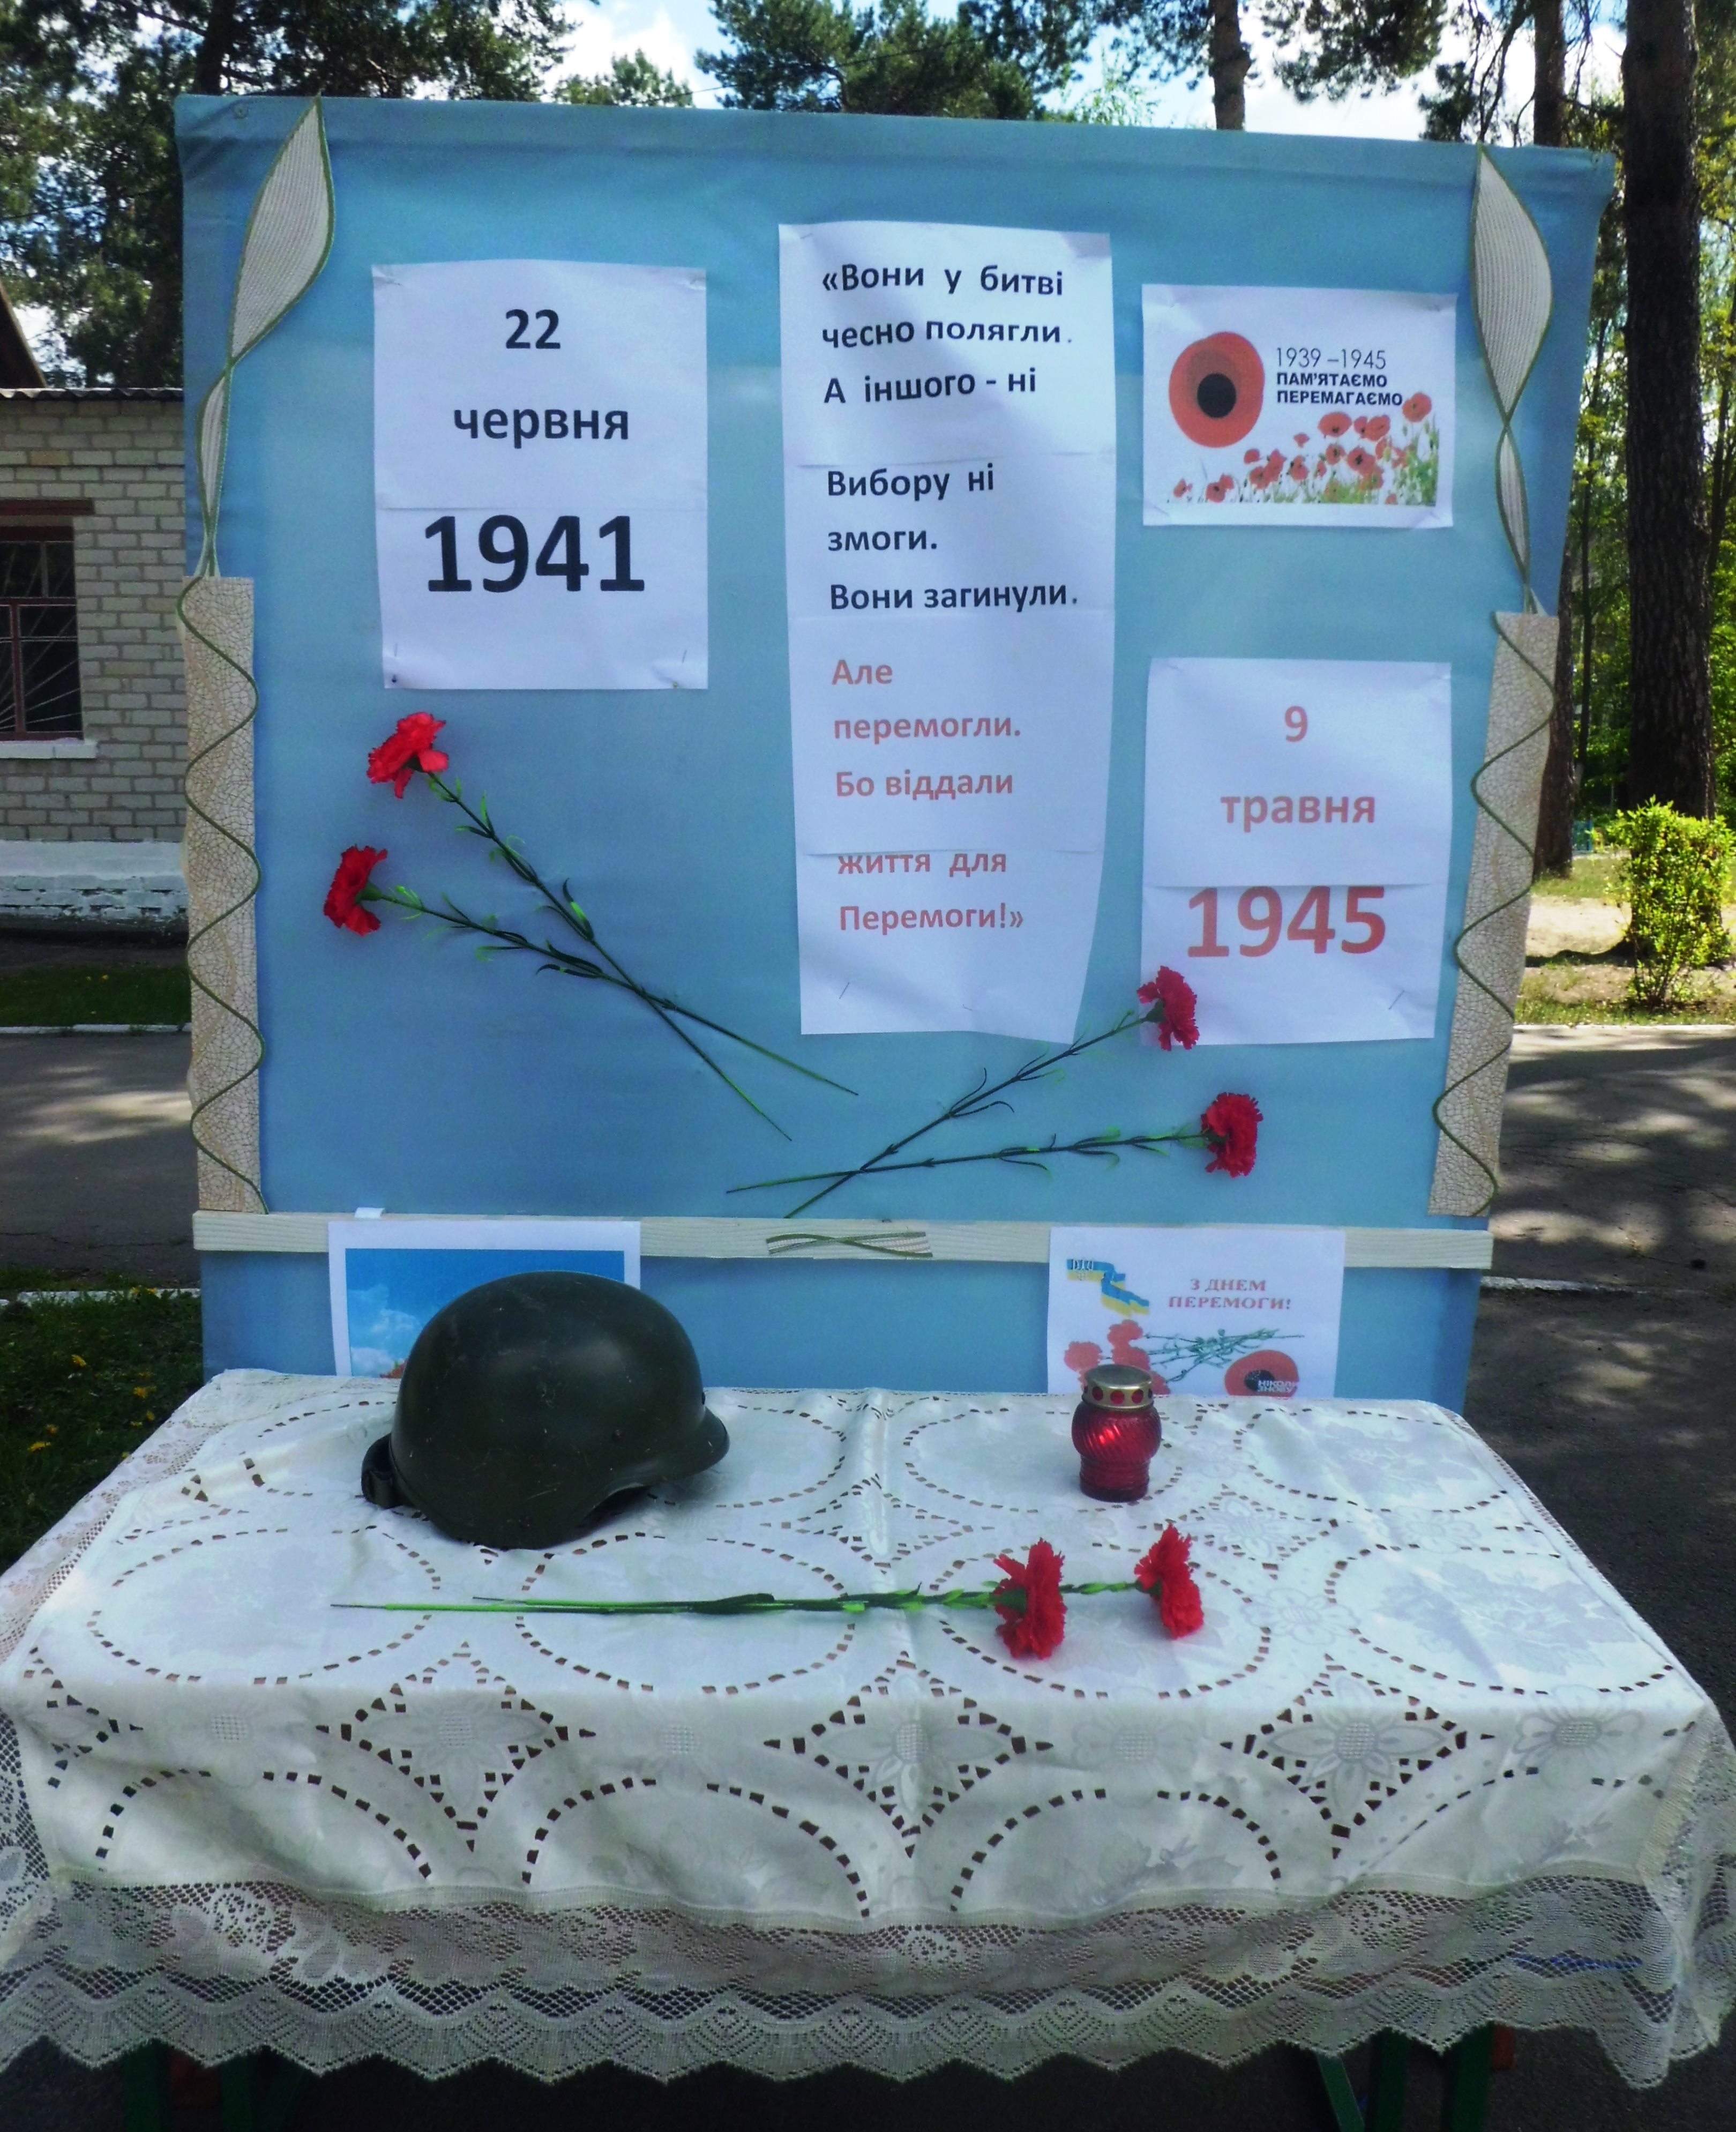 22
червня
1941
«Вони у битві
чесно полягли.
А іншого - ні
Вибору ні
змоги.
Вони загинули.
Але
перемогли.
Бо віддали
життя для
Перемоги!»
1939 –1945
ПАМ'ЯТАЄМО
ПЕРЕМАГАЄМО
9
травня
1945
З ДНЕМ
ПЕРЕМОГИ!